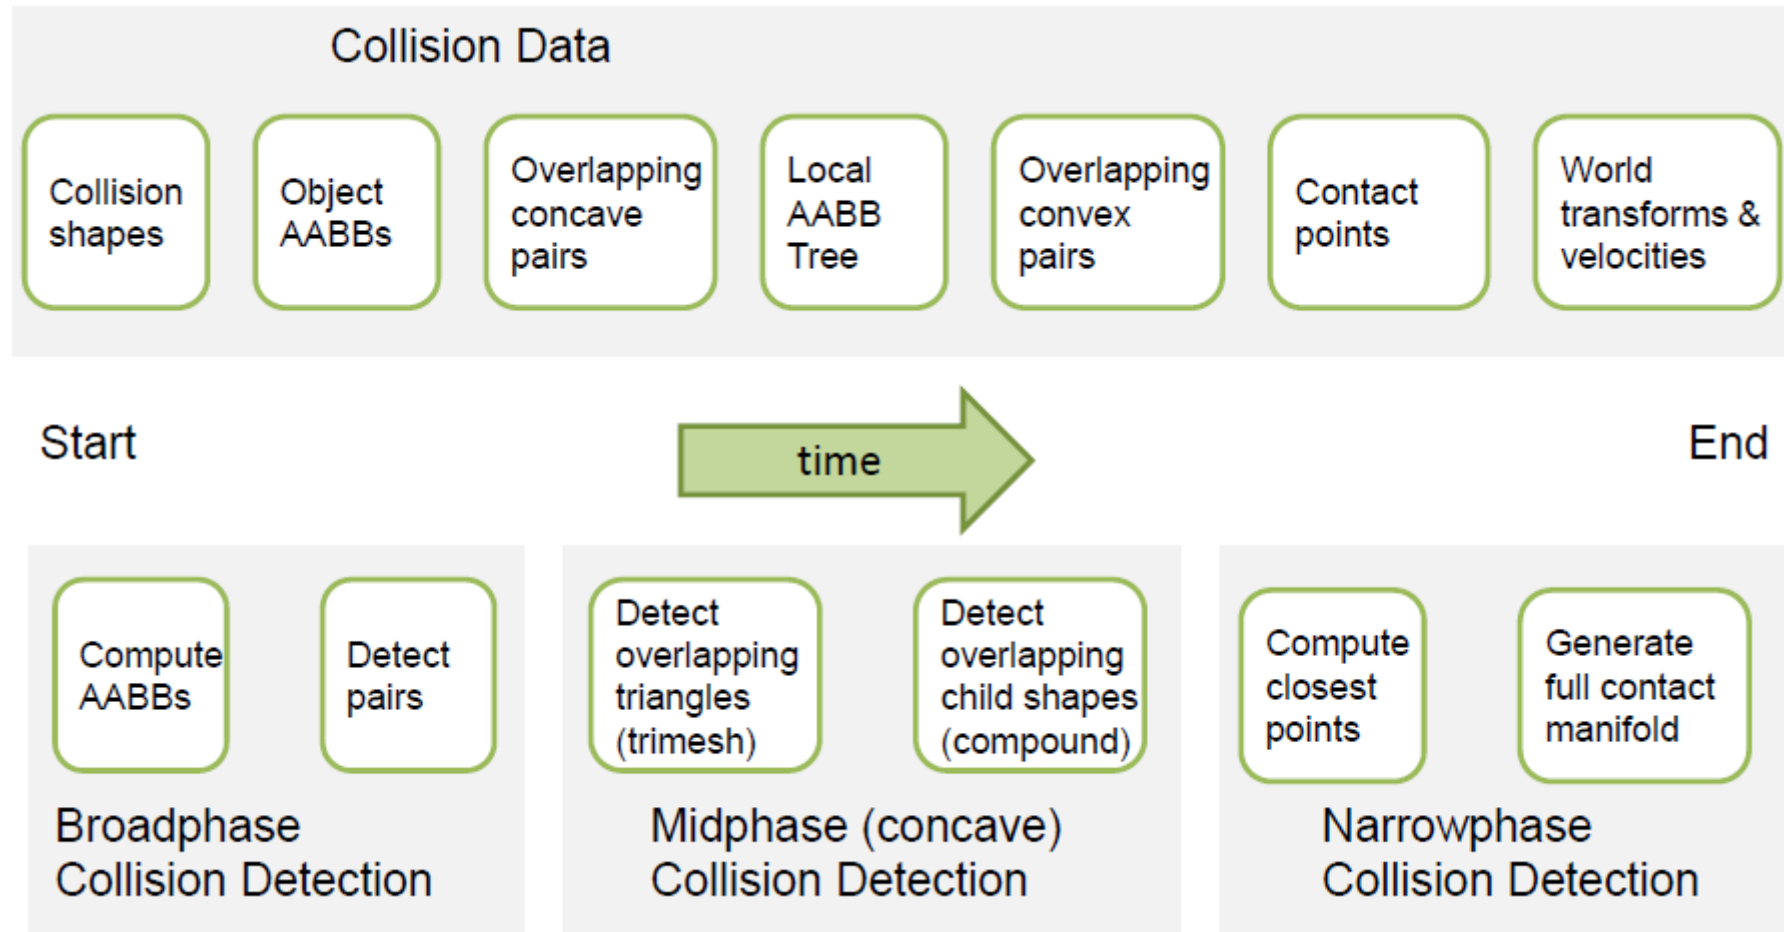 Collision Data
Collision
shapes
Object
AABBs
Overlapping
concave
pairs
Local
AABB
Tree
Overlapping
convex
pairs
Contact
points
World
transforms &
velocities
Start
time
End
Compute
AABBs
Detect
pairs
Broadphase
Collision Detection
Detect
overlapping
triangles
(trimesh)
Detect
overlapping
child shapes
(compound)
Midphase (concave)
Collision Detection
Compute
closest
points
Generate
full contact
manifold
Narrowphase
Collision Detection